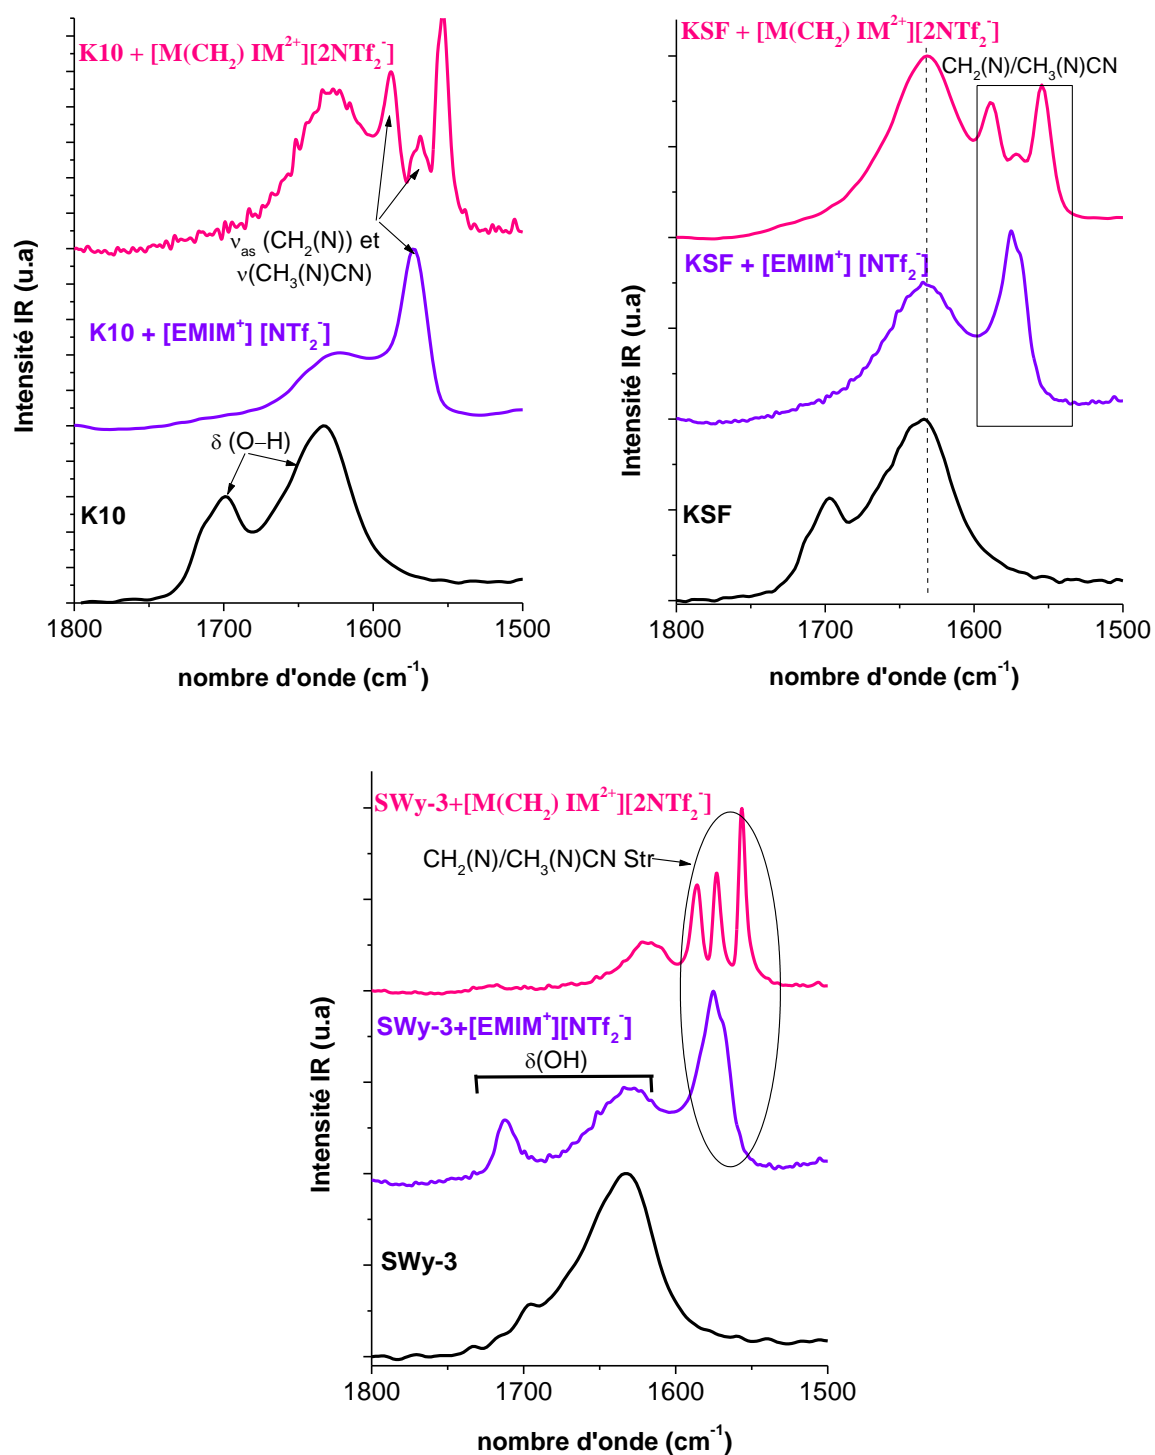 K10 + [M(CH₂) IM²⁺][2NTf₂⁻]
ν_as (CH₂(N)) et
ν(CH₃(N)CN)
K10 + [EMIM⁺] [NTf₂⁻]
δ (O–H)
K10
Intensité IR (u.a)
1800 1700 1600 1500
nombre d'onde (cm⁻¹)
KSF + [M(CH₂) IM²⁺][2NTf₂⁻]
CH₂(N)/CH₃(N)CN
KSF + [EMIM⁺] [NTf₂⁻]
KSF
Intensité IR (u.a)
1800 1700 1600 1500
nombre d'onde (cm⁻¹)
SWy-3+[M(CH₂) IM²⁺][2NTf₂⁻]
CH₂(N)/CH₃(N)CN Str
SWy-3+[EMIM⁺][NTf₂⁻]
δ(OH)
SWy-3
Intensité IR (u.a)
1800 1700 1600 1500
nombre d'onde (cm⁻¹)